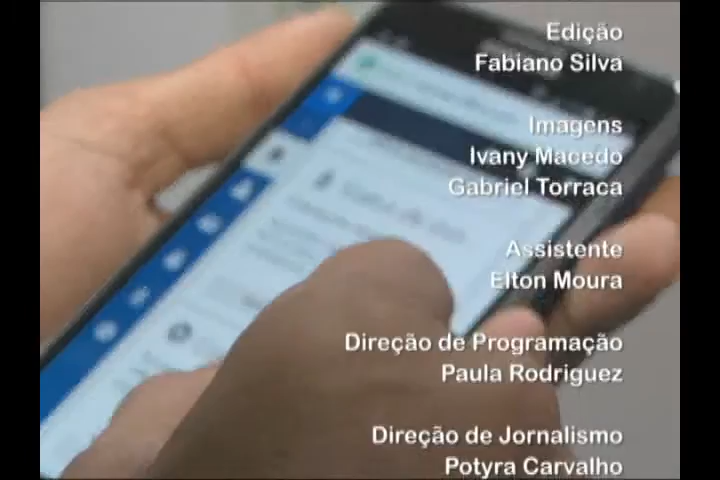 Edição
Fabiano Silva
Imagens
Ivany Macedo
Gabriel Torraca
Assistente
Elton Moura
Direção de Programação
Paula Rodriguez
Direção de Jornalismo
Potyra Carvalho